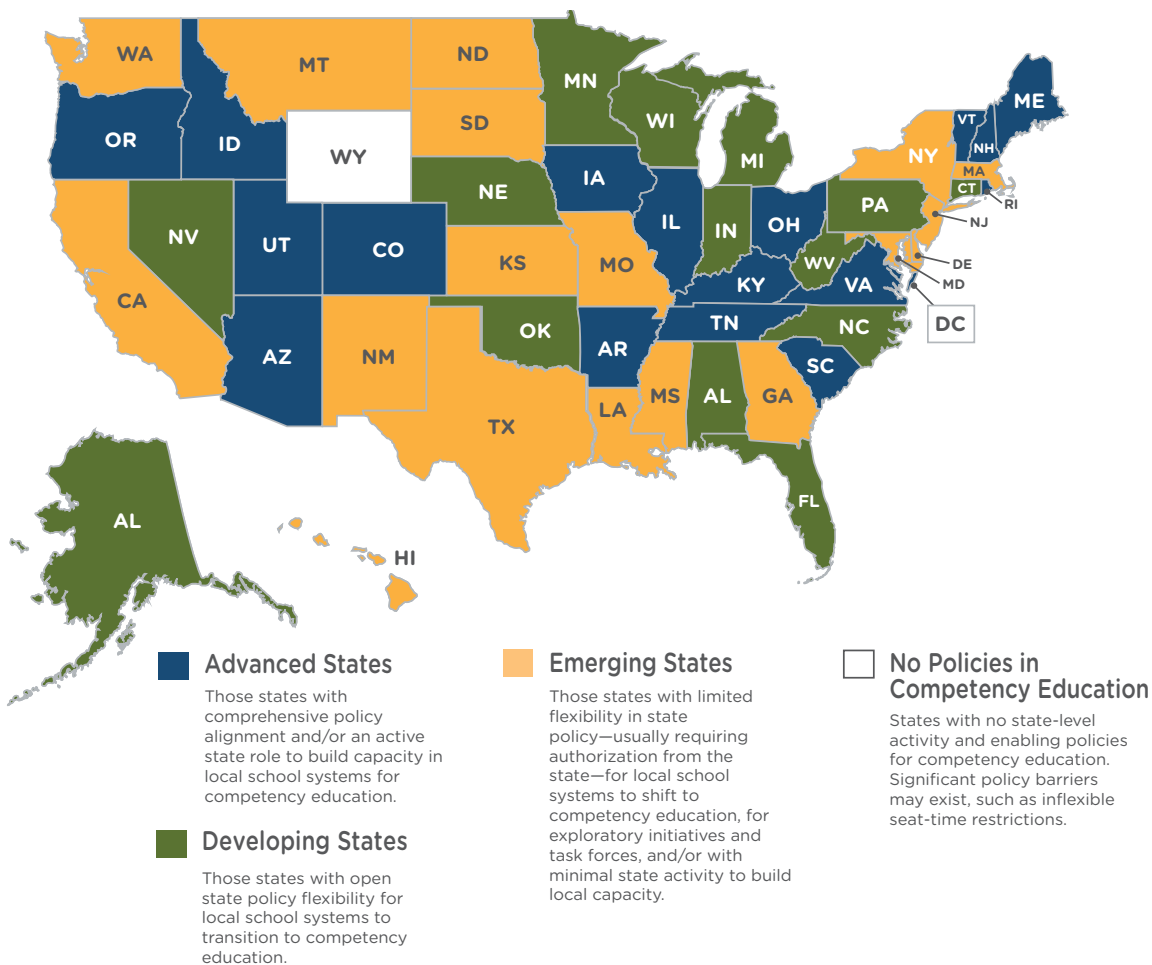 WA
MT
ND
MN
ME
VT
OR
ID
SD
WI
NH
WY
MI
NY
MA
CT
RI
NE
IA
PA
NJ
NV
UT
CO
IL
IN
OH
WV
DE
MD
CA
KS
MO
KY
VA
DC
AZ
NM
OK
AR
TN
NC
SC
TX
LA
MS
AL
GA
FL
AL
HI
Advanced States
Those states with
comprehensive policy
alignment and/or an active
state role to build capacity in
local school systems for
competency education.
Developing States
Those states with open
state policy flexibility for
local school systems to
transition to competency
education.
Emerging States
Those states with limited
flexibility in state
policy—usually requiring
authorization from the
state—for local school
systems to shift to
competency education, for
exploratory initiatives and
task forces, and/or with
minimal state activity to build
local capacity.
No Policies in
Competency Education
States with no state-level
activity and enabling policies
for competency education.
Significant policy barriers
may exist, such as inflexible
seat-time restrictions.